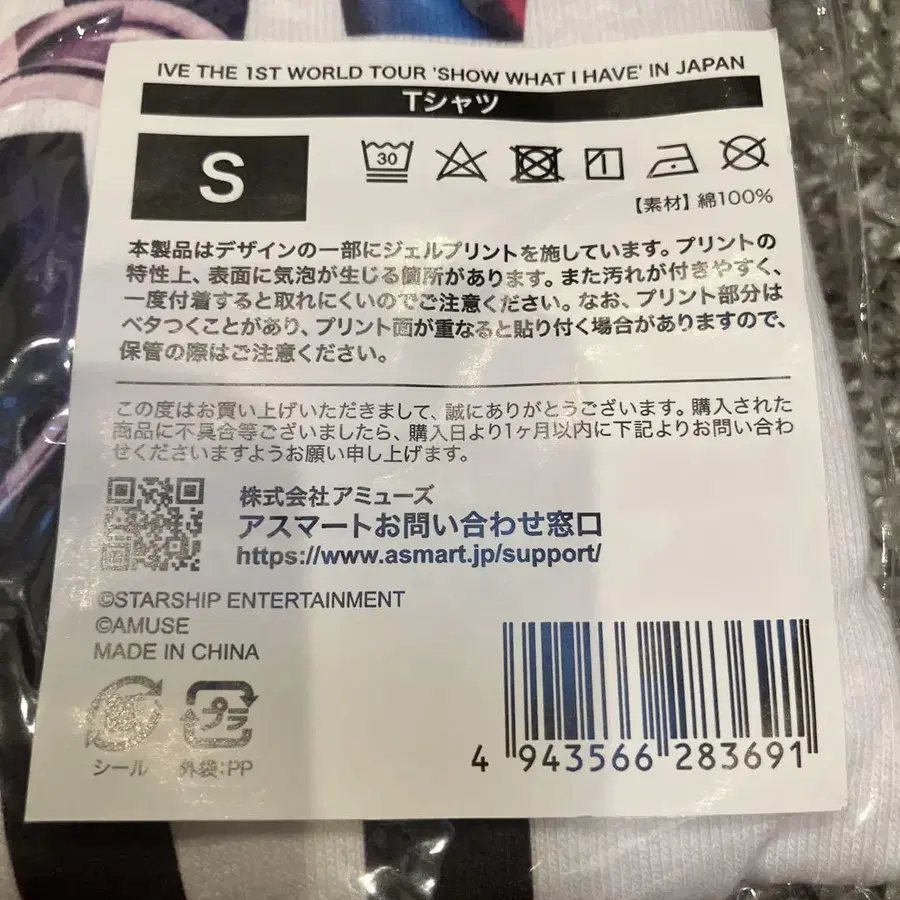 IVE THE 1ST WORLD TOUR 'SHOW WHAT I HAVE' IN JAPAN
Tシャツ
S
30
【素材】綿100%
本製品はデザインの一部にジェルプリントを施しています。プリントの
特性上、表面に気泡が生じる箇所があります。また汚れが付きやすく、
一度付着すると取れにくいのでご注意ください。なお、プリント部分は
ベタつくことがあり、プリント面が重なると貼り付く場合がありますので、
保管の際はご注意ください。
この度はお買い上げいただきまして、誠にありがとうございます。購入された
商品に不具合等ございましたら、購入日より1ヶ月以内に下記よりお問い合わ
せくださいますようお願い申し上げます。
株式会社アミューズ
アスマートお問い合わせ窓口
https://www.asmart.jp/support/
©STARSHIP ENTERTAINMENT
©AMUSE
MADE IN CHINA
プラ
シール 外袋:PP
4 943566 283691